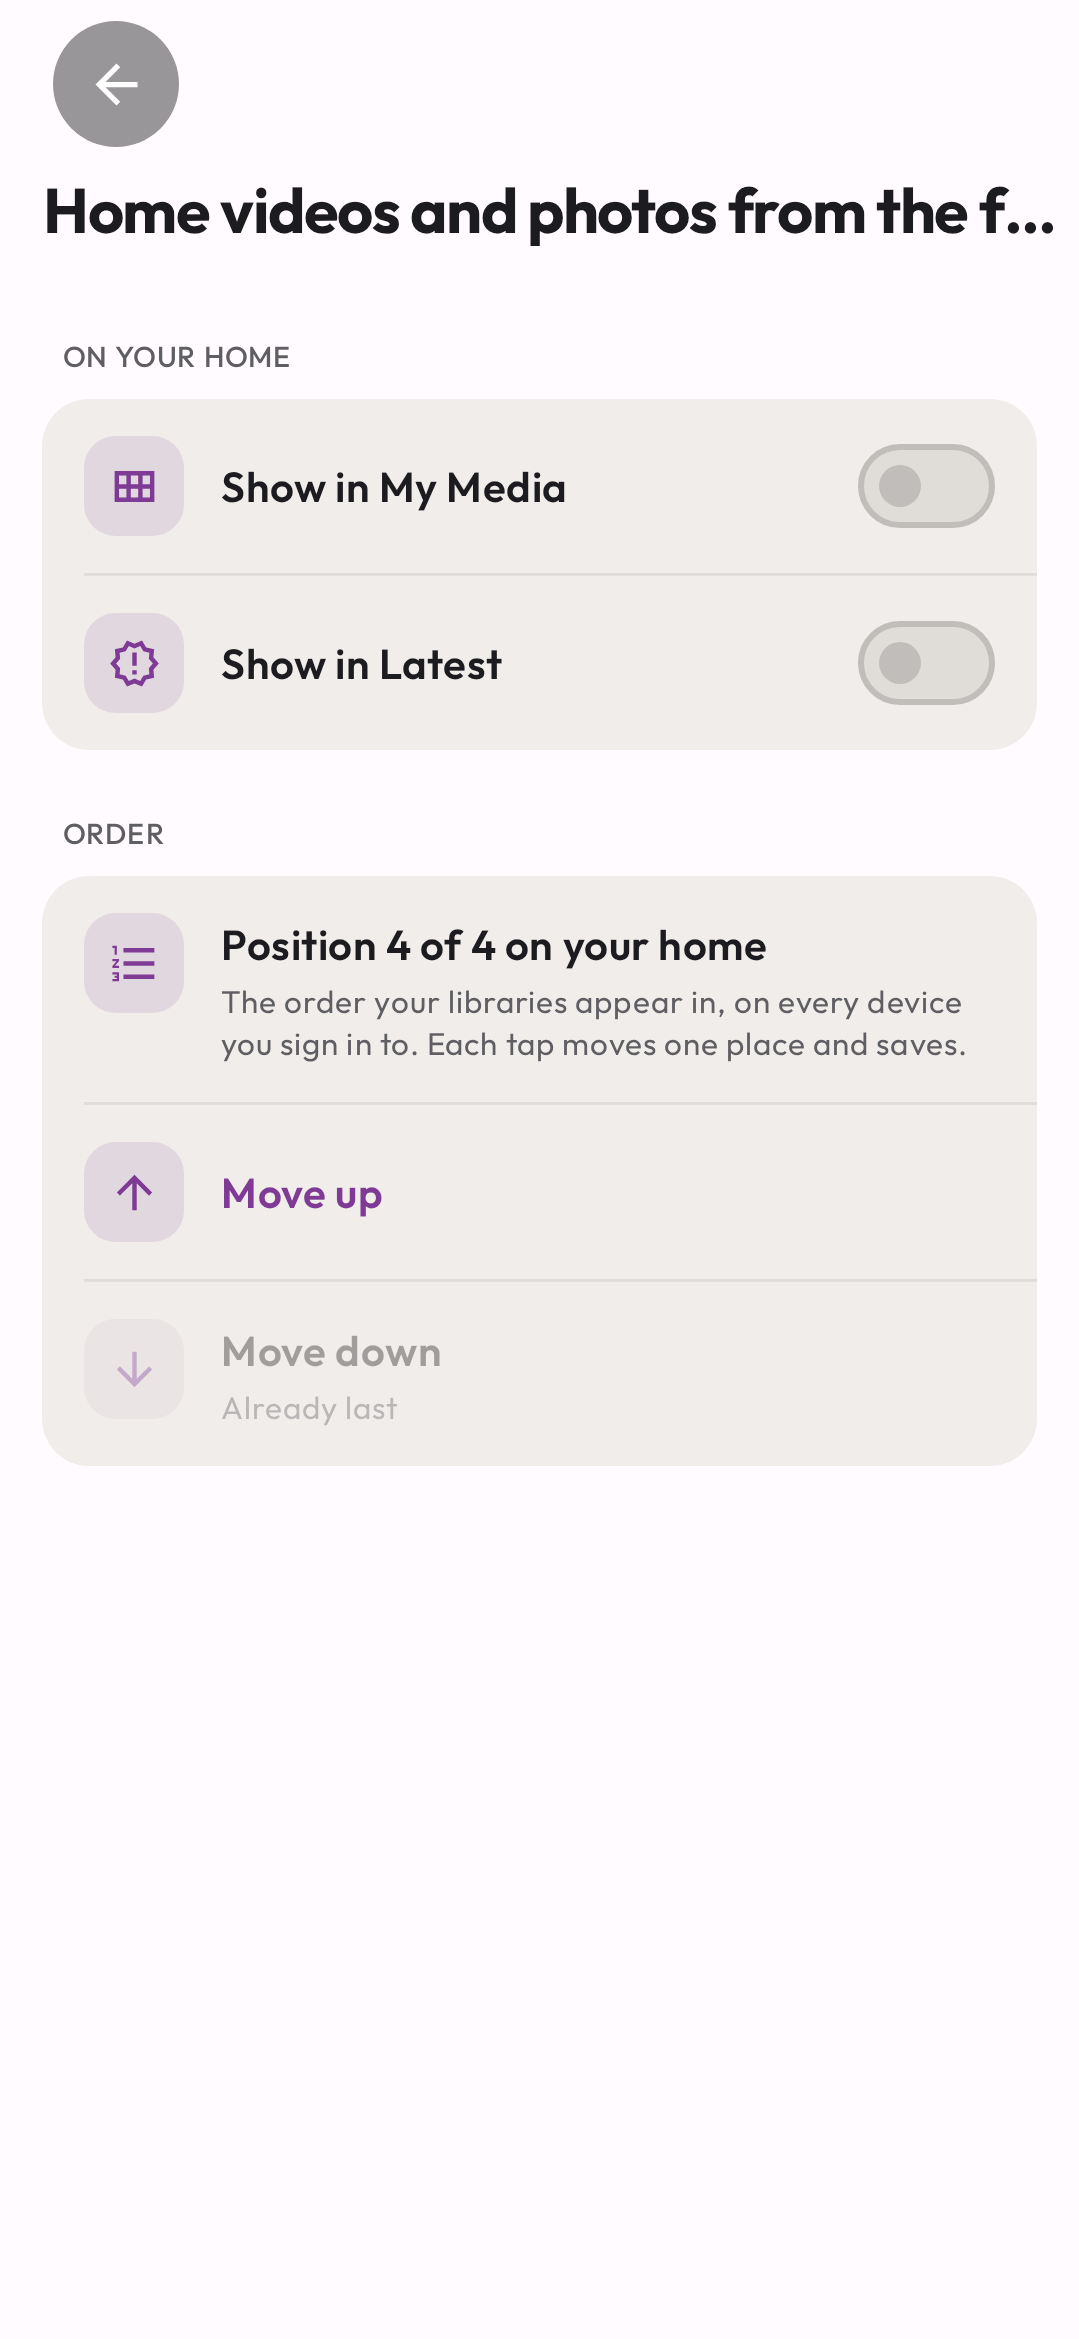 Home videos and photos from the f...
ON YOUR HOME
Show in My Media
Show in Latest
ORDER
Position 4 of 4 on your home
The order your libraries appear in, on every device
you sign in to. Each tap moves one place and saves.
Move up
Move down
Already last